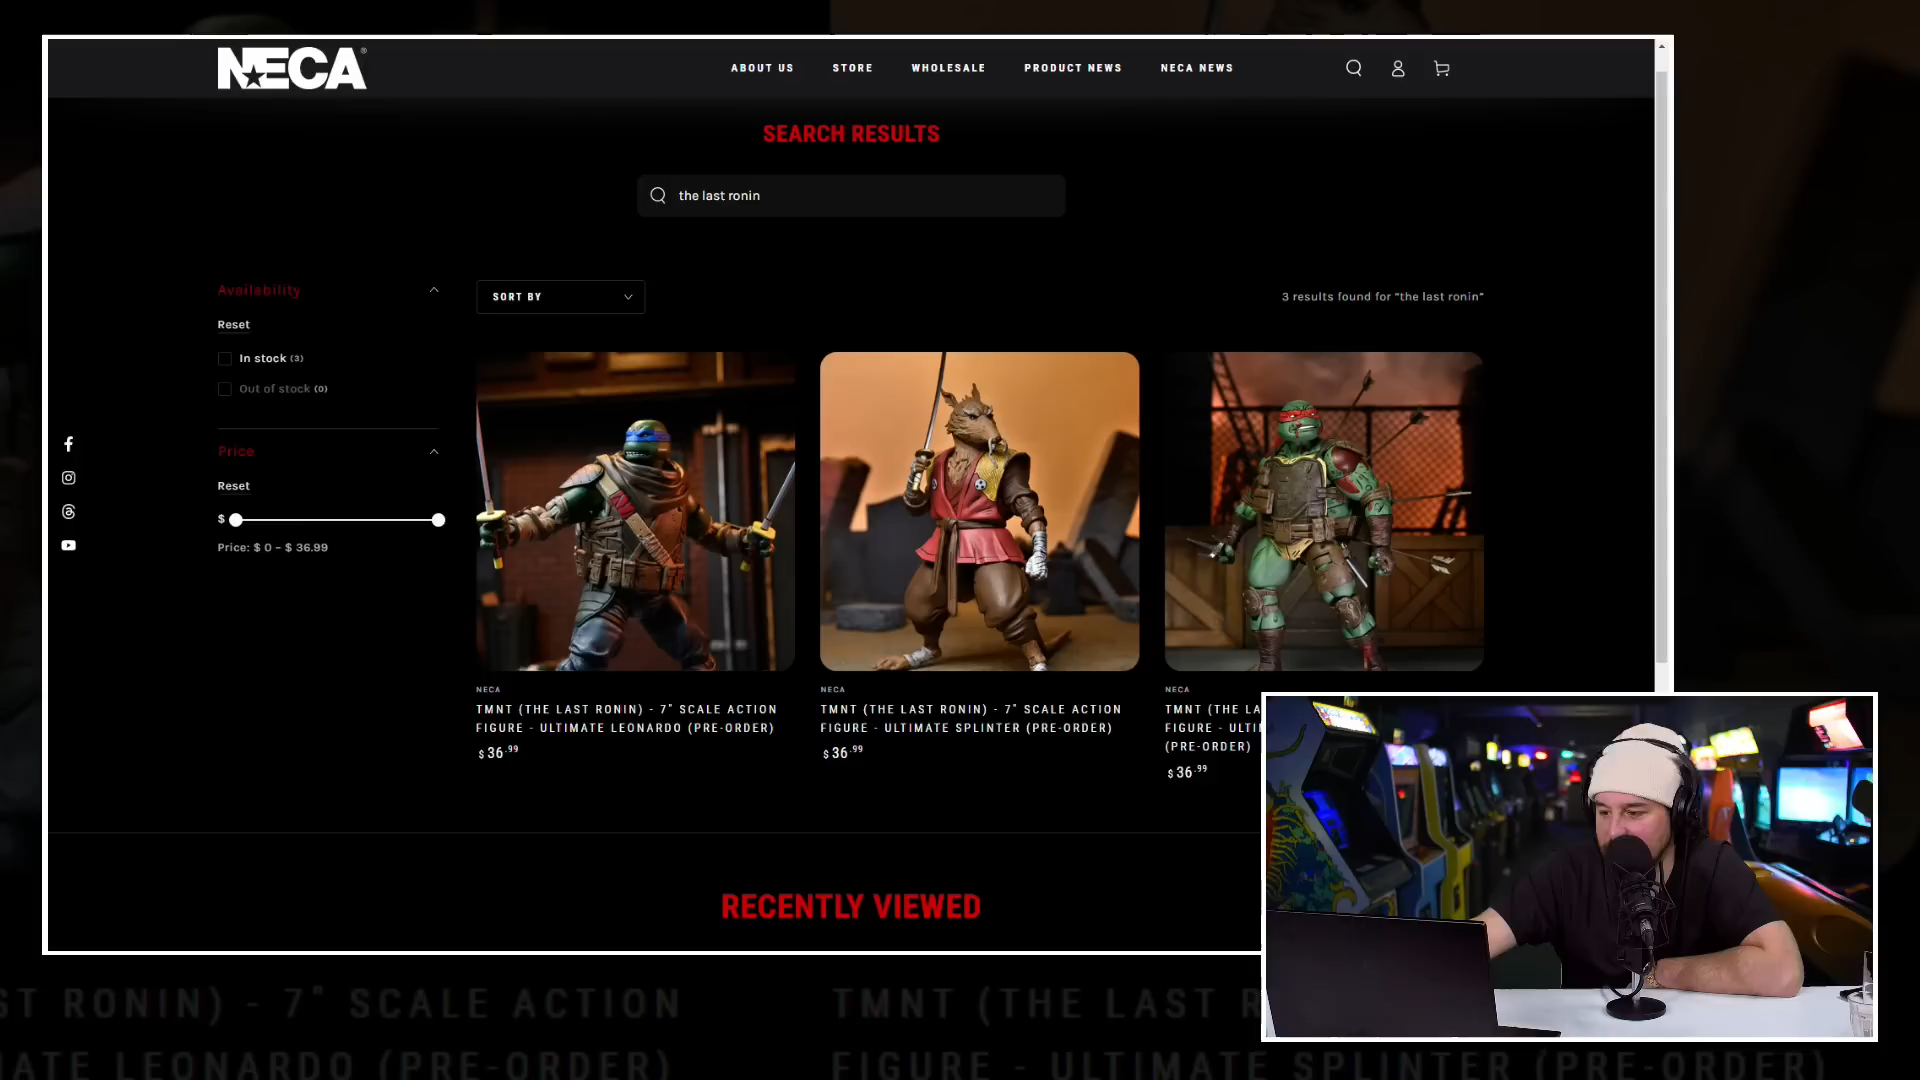 NECA®
ABOUT US
STORE
WHOLESALE
PRODUCT NEWS
NECA NEWS
SEARCH RESULTS
the last ronin
Availability
Reset
In stock (3)
Out of stock (0)
Price
Reset
$
Price: $ 0 – $ 36.99
SORT BY
3 results found for “the last ronin”
NECA
TMNT (THE LAST RONIN) - 7" SCALE ACTION
FIGURE - ULTIMATE LEONARDO (PRE-ORDER)
$36.99
NECA
TMNT (THE LAST RONIN) - 7" SCALE ACTION
FIGURE - ULTIMATE SPLINTER (PRE-ORDER)
$36.99
NECA
TMNT (THE LA
FIGURE - ULTI
(PRE-ORDER)
$36.99
RECENTLY VIEWED
ST RONIN) - 7" SCALE ACTION
MATE LEONARDO (PRE-ORDER)
TMNT (THE LAST R
FIGURE - ULTIMATE SPLINTER (PRE-ORDER)